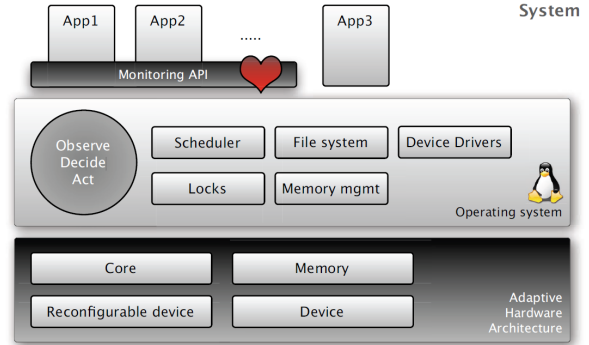 System
App1
App2
.....
App3
Monitoring API
Observe
Decide
Act
Scheduler
File system
Device Drivers
Locks
Memory mgmt
Operating system
Core
Memory
Reconfigurable device
Device
Adaptive
Hardware
Architecture